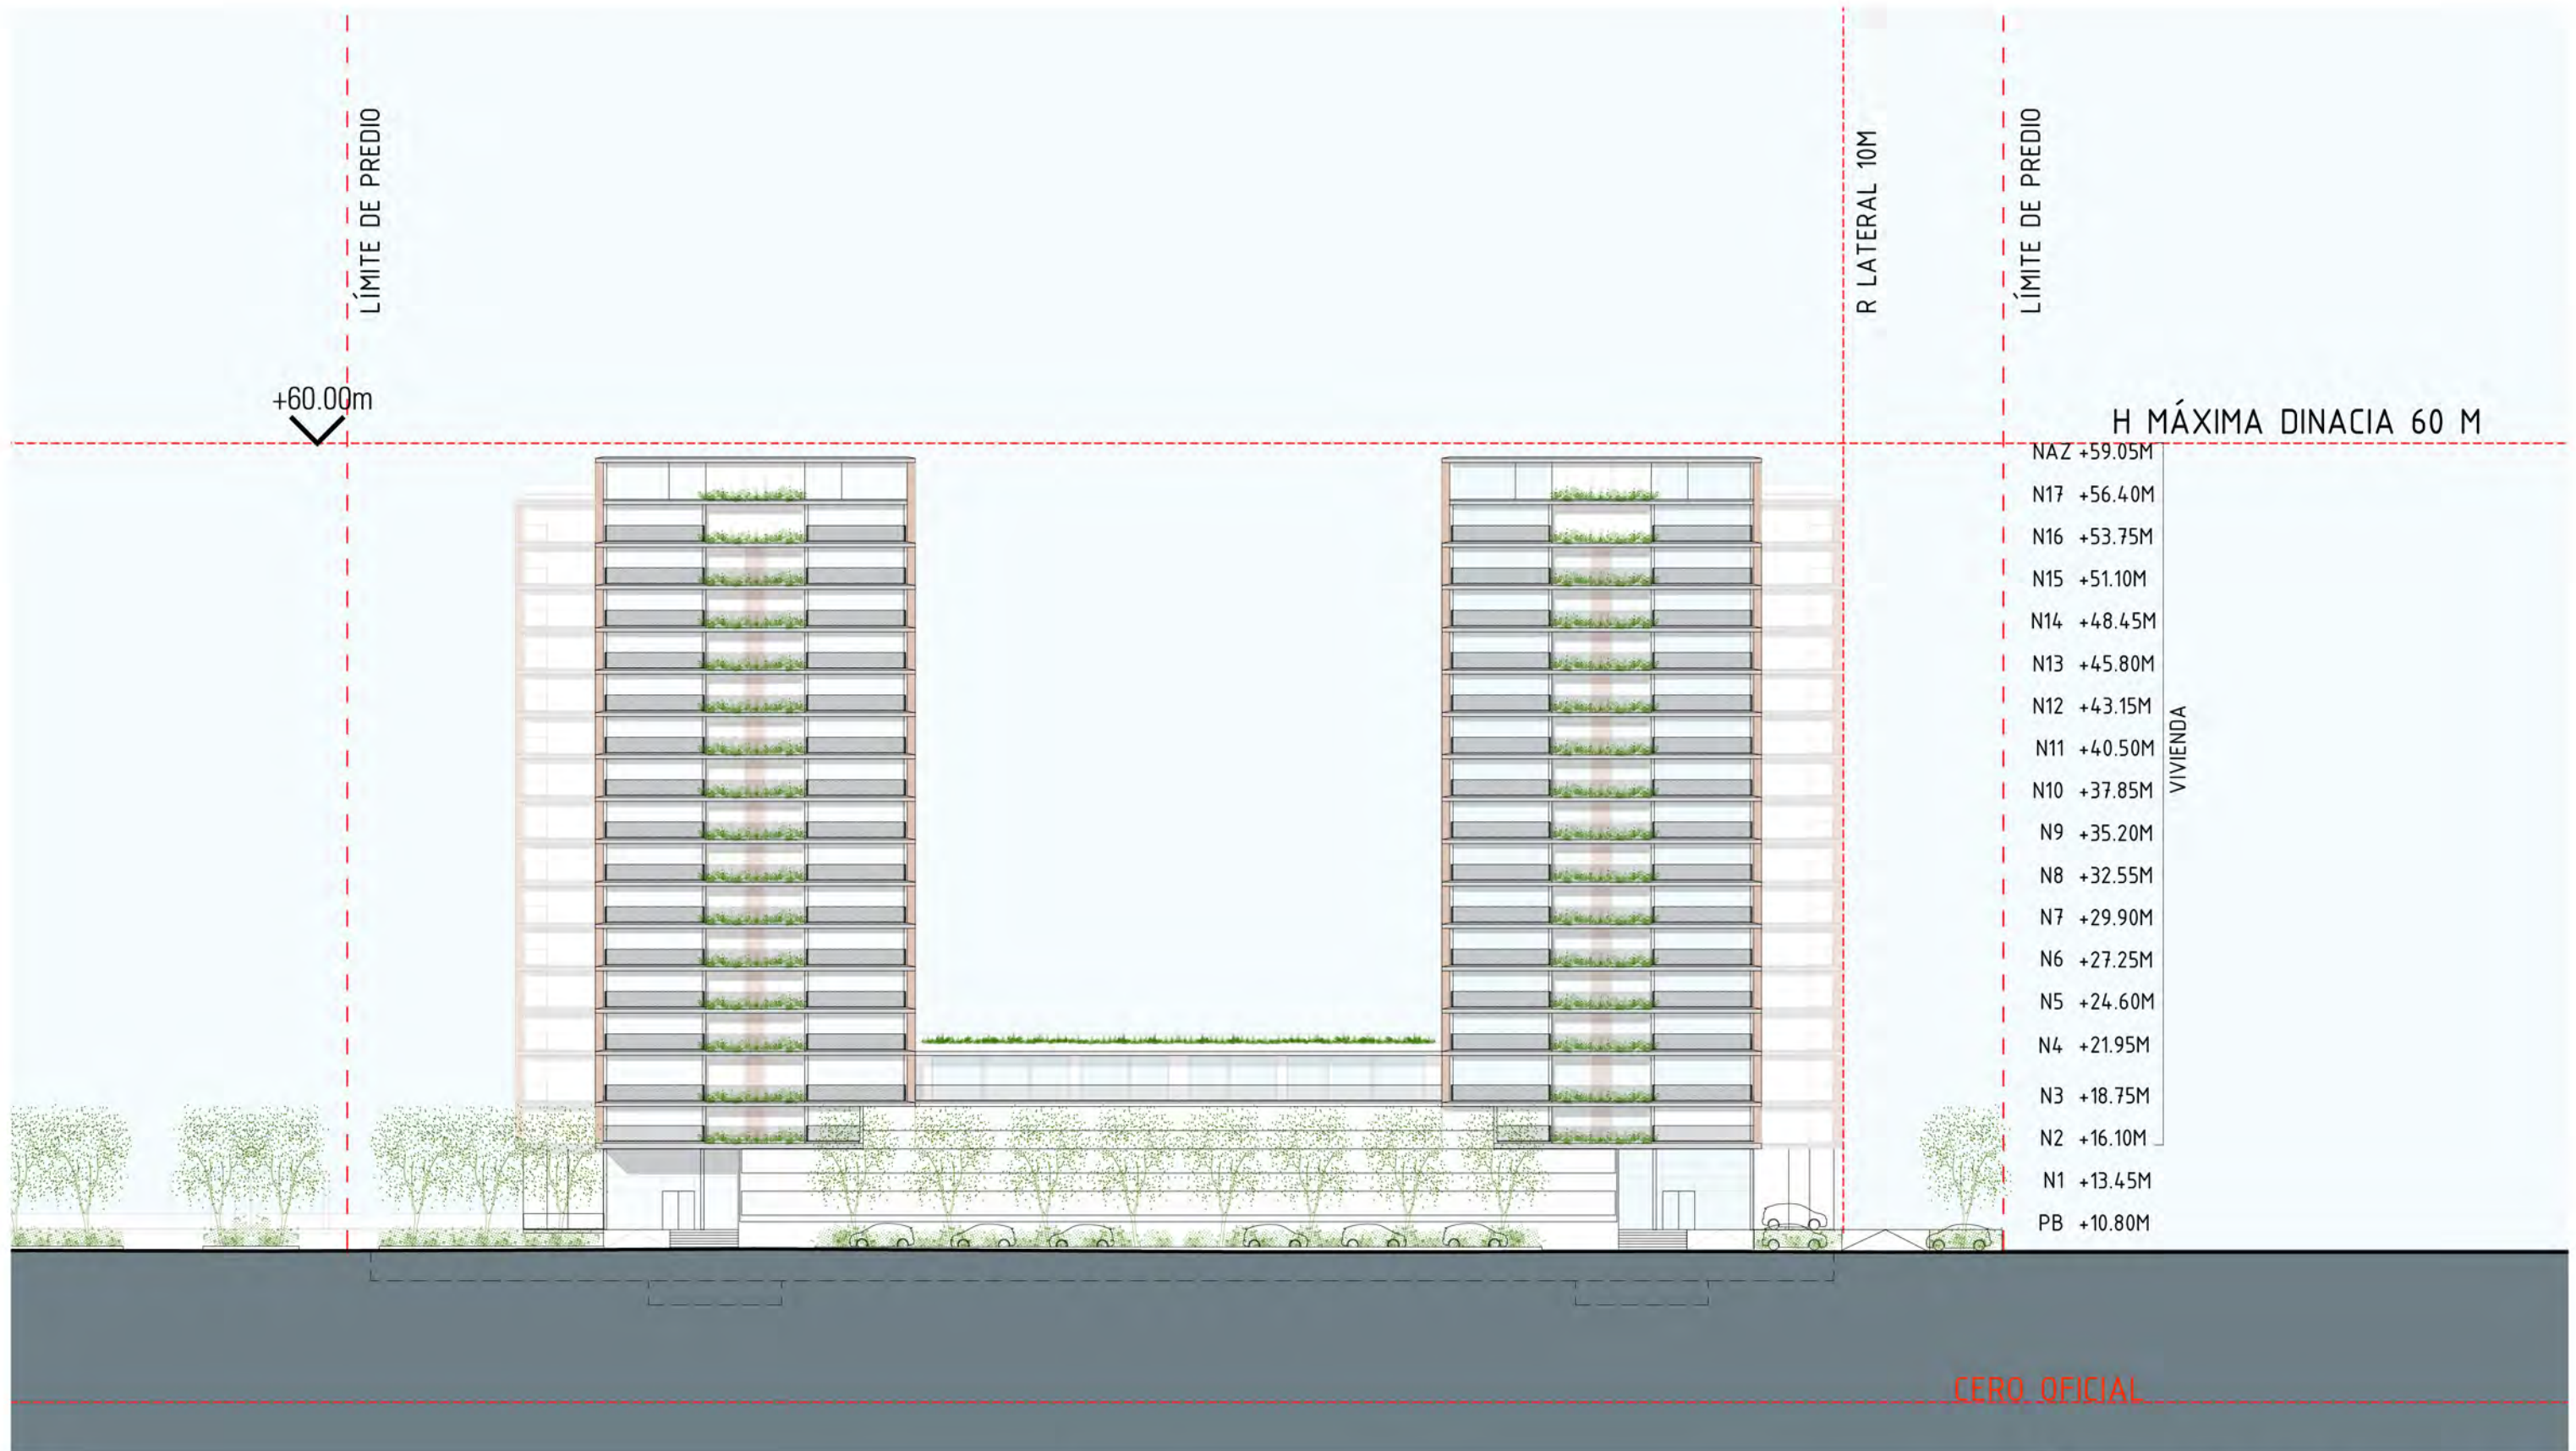 LÍMITE DE PREDIO
R LATERAL 10M
LÍMITE DE PREDIO
+60.00m
H MÁXIMA DINACIA 60 M
NAZ +59.05M
N17 +56.40M
N16 +53.75M
N15 +51.10M
N14 +48.45M
N13 +45.80M
N12 +43.15M
N11 +40.50M
N10 +37.85M
N9 +35.20M
N8 +32.55M
N7 +29.90M
N6 +27.25M
N5 +24.60M
N4 +21.95M
N3 +18.75M
N2 +16.10M
N1 +13.45M
PB +10.80M
VIVIENDA
CERO OFICIAL